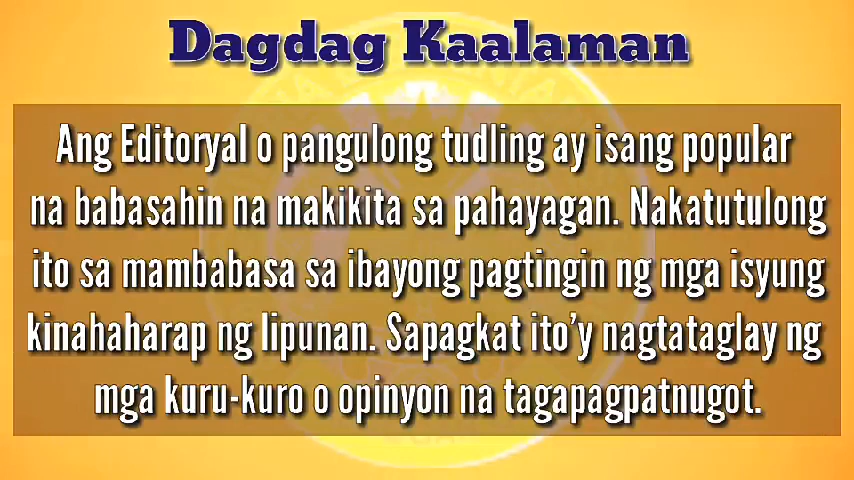 Dagdag Kaalaman
Ang Editoryal o pangulong tudling ay isang popular
na babasahin na makikita sa pahayagan. Nakatutulong
ito sa mambabasa sa ibayong pagtingin ng mga isyung
kinahaharap ng lipunan. Sapagkat ito'y nagtataglay ng
mga kuru-kuro o opinyon na tagapagpatnugot.